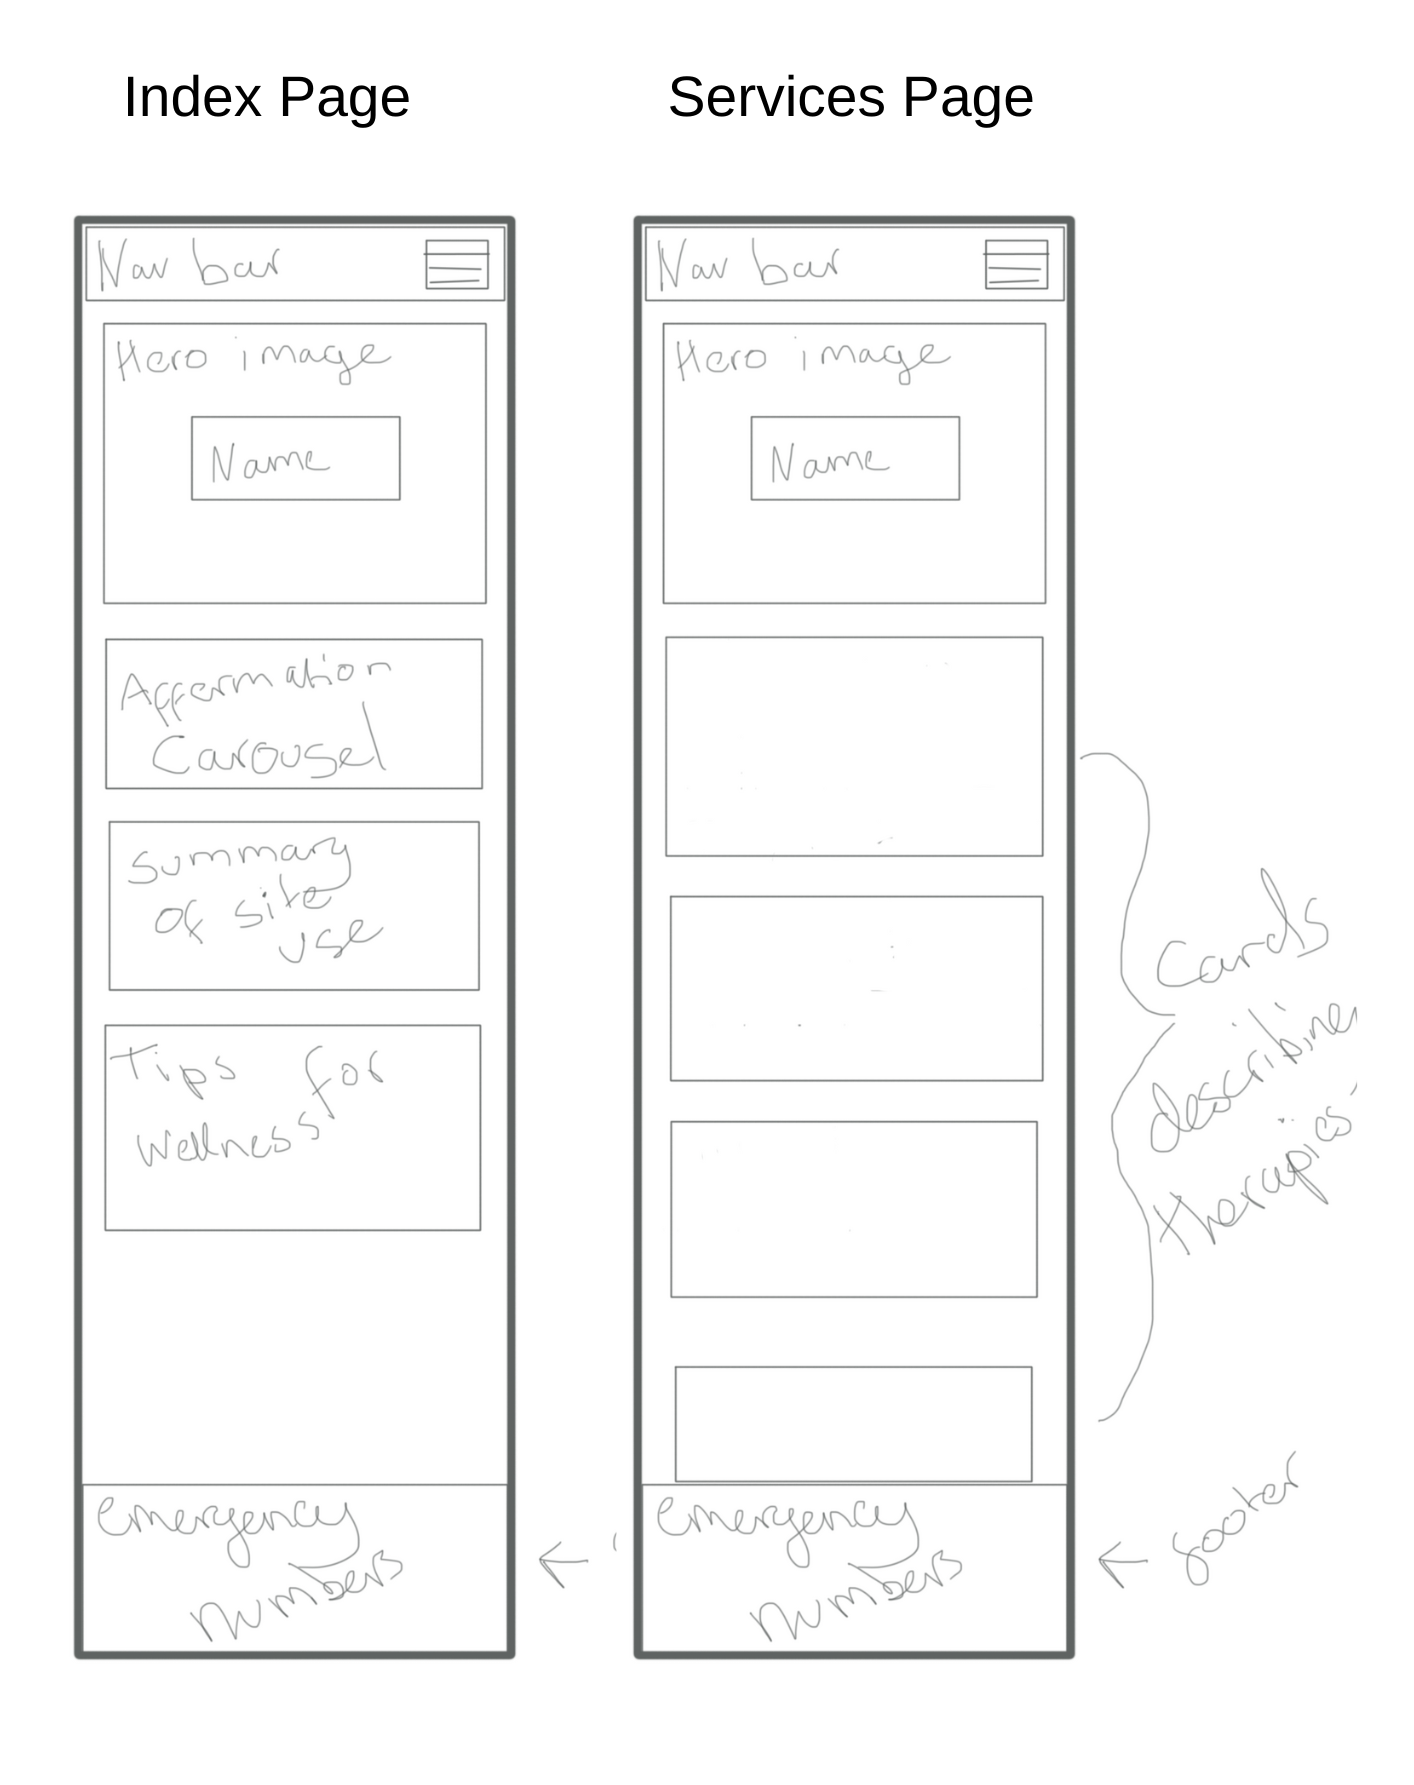 Index Page
Services Page
Nav bar
Hero image
Name
Affermation
Carousel
Summary
of site
use
Tips for
Wellness
emergency
numbers
Nav bar
Hero image
Name
emergency
numbers
Cards
describing
therapies
footer